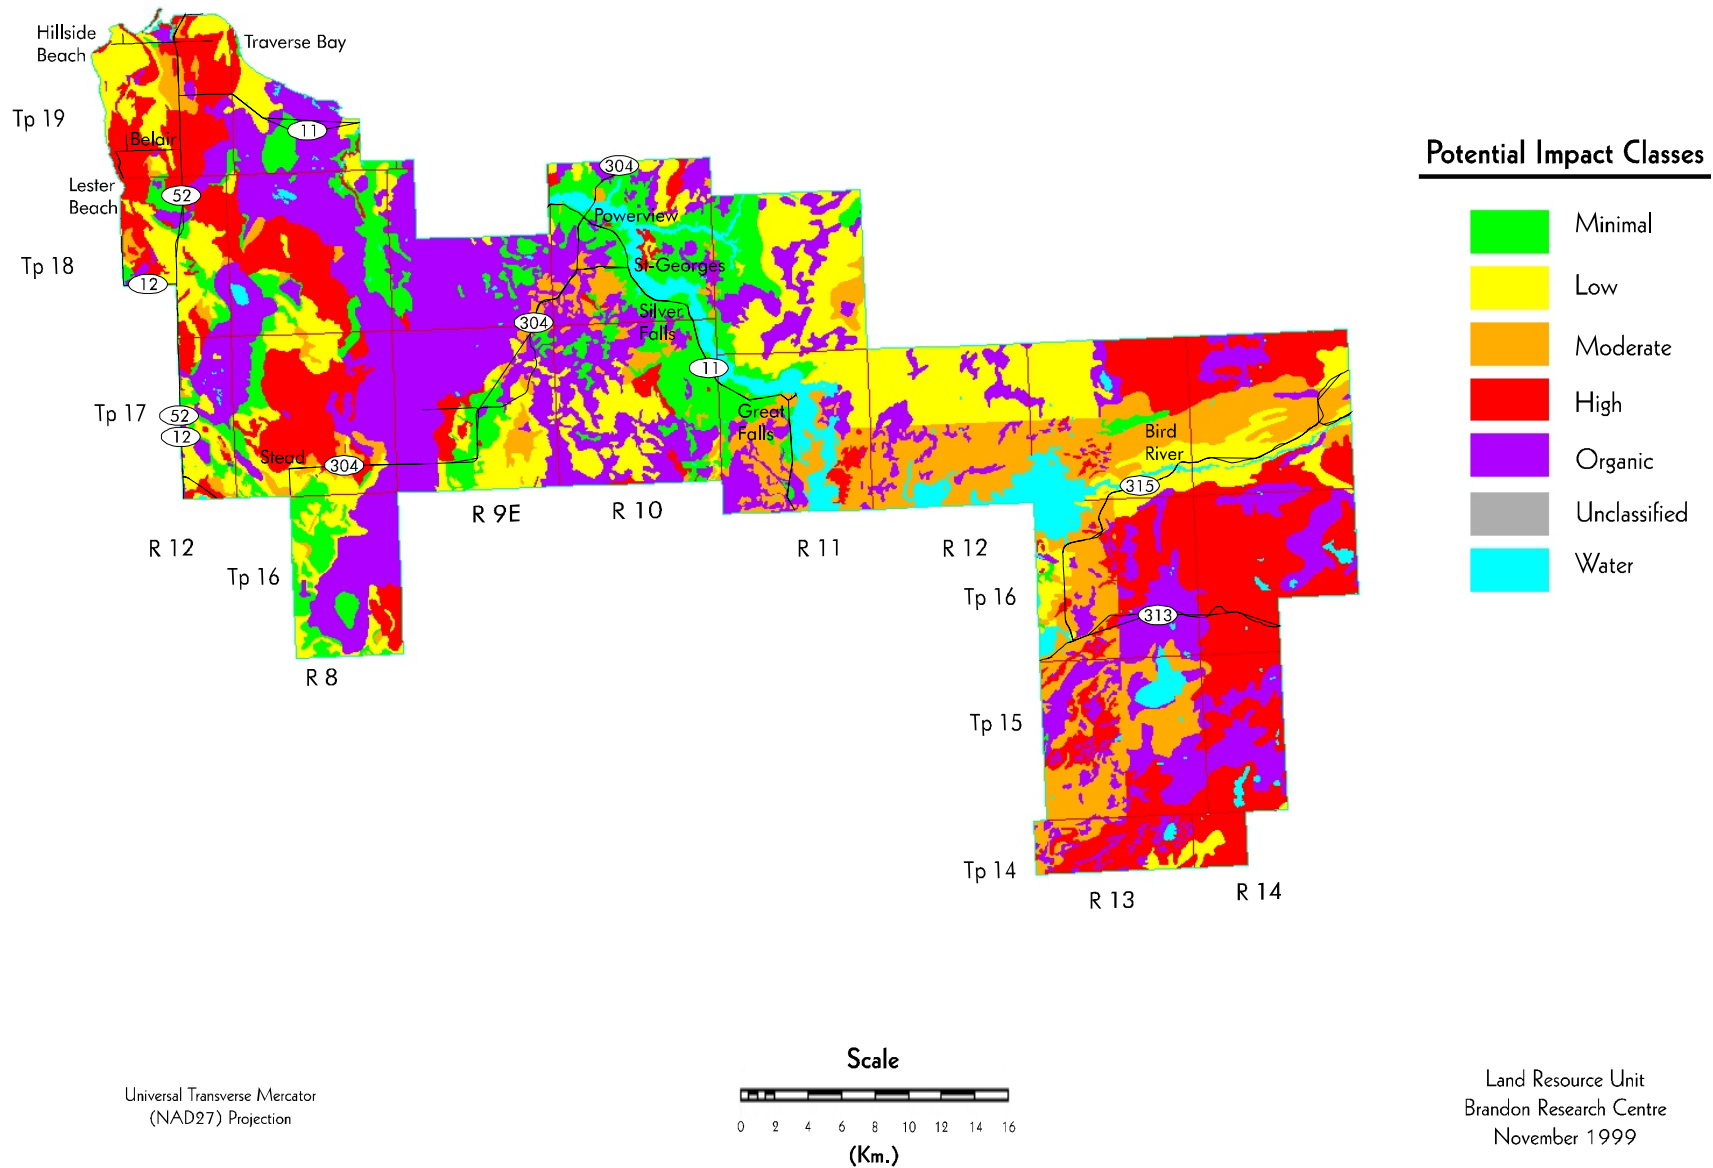 Hillside
Beach
Traverse Bay
Tp 19
11
Belair
Lester
Beach
52
304
Powerview
Tp 18
12
St-Georges
Silver
Falls
304
11
Tp 17
52
12
Great
Falls
Stead
304
Bird
River
315
R 9E
R 10
R 12
R 11
R 12
Tp 16
Tp 16
313
R 8
Tp 15
Tp 14
R 13
R 14
Potential Impact Classes
Minimal
Low
Moderate
High
Organic
Unclassified
Water
Universal Transverse Mercator
(NAD27) Projection
Scale
0 2 4 6 8 10 12 14 16
(Km.)
Land Resource Unit
Brandon Research Centre
November 1999